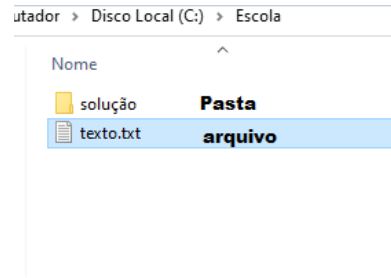 utador > Disco Local (C:) > Escola
Nome
solução Pasta
texto.txt arquivo